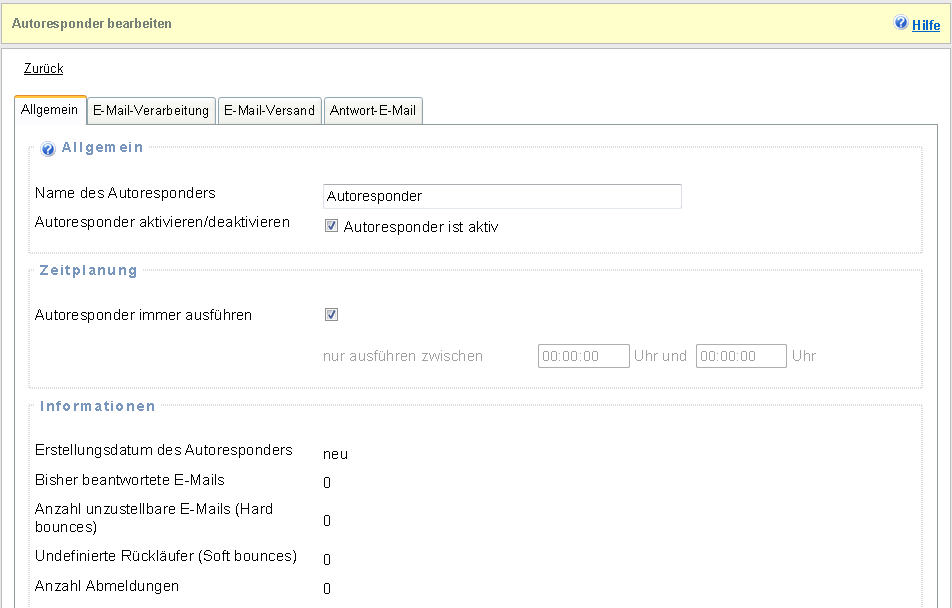 Autoresponder bearbeiten
Hilfe
Zurück
Allgemein E-Mail-Verarbeitung E-Mail-Versand Antwort-E-Mail
Allgemein
Name des Autoresponders Autoresponder
Autoresponder aktivieren/deaktivieren Autoresponder ist aktiv
Zeitplanung
Autoresponder immer ausführen
nur ausführen zwischen 00:00:00 Uhr und 00:00:00 Uhr
Informationen
Erstellungsdatum des Autoresponders neu
Bisher beantwortete E-Mails 0
Anzahl unzustellbare E-Mails (Hard
bounces) 0
Undefinierte Rückläufer (Soft bounces) 0
Anzahl Abmeldungen 0